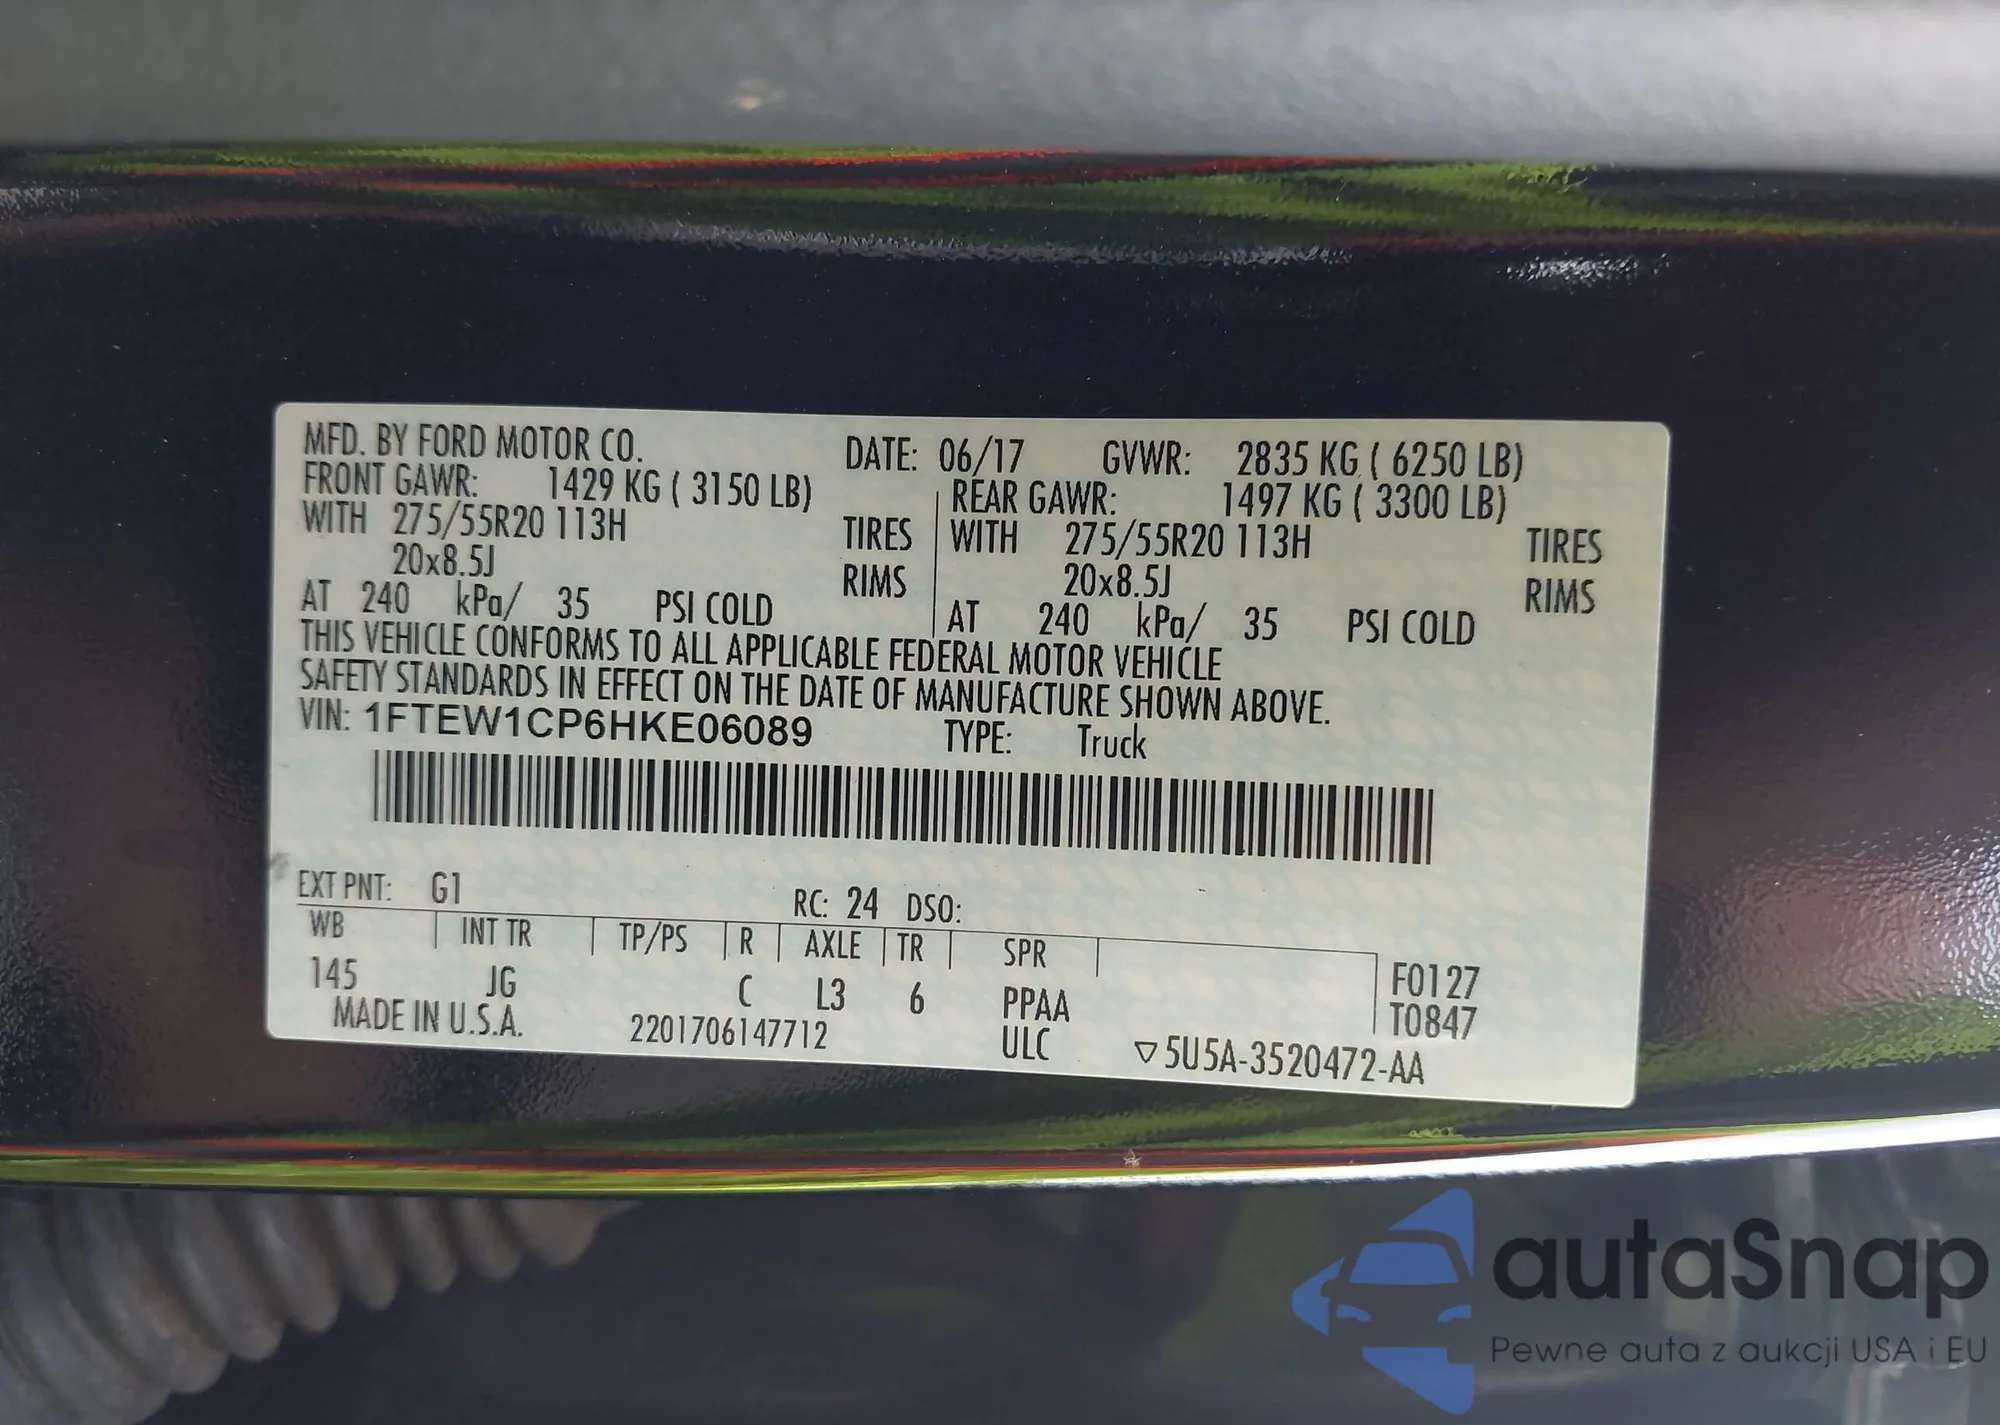 MFD. BY FORD MOTOR CO. DATE: 06/17 GVWR: 2835 KG ( 6250 LB)
FRONT GAWR: 1429 KG ( 3150 LB) REAR GAWR: 1497 KG ( 3300 LB)
WITH 275/55R20 113H TIRES WITH 275/55R20 113H TIRES
20x8.5J RIMS 20x8.5J RIMS
AT 240 kPa/ 35 PSI COLD AT 240 kPa/ 35 PSI COLD
THIS VEHICLE CONFORMS TO ALL APPLICABLE FEDERAL MOTOR VEHICLE
SAFETY STANDARDS IN EFFECT ON THE DATE OF MANUFACTURE SHOWN ABOVE.
VIN: 1FTEW1CP6HKE06089 TYPE: Truck
EXT PNT: G1 RC: 24 DSO:
WB INT TR TP/PS R AXLE TR SPR
145 JG C L3 6 PPAA F0127
ULC T0847
MADE IN U.S.A. 2201706147712 ▽5U5A-3520472-AA
autaSnap
Pewne auta z aukcji USA i EU